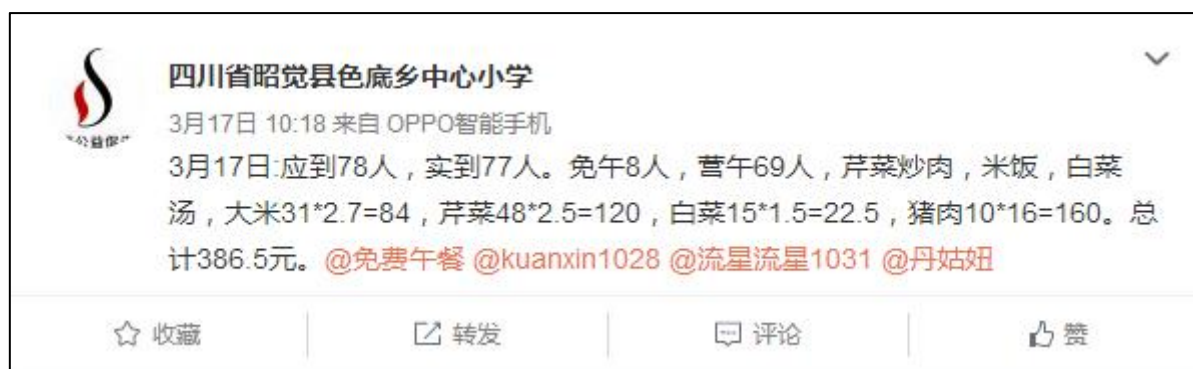 四川省昭觉县色底乡中心小学
3月17日 10:18 来自 OPPO智能手机
3月17日:应到78人，实到77人。免午8人，营午69人，芹菜炒肉，米饭，白菜
汤，大米31*2.7=84，芹菜48*2.5=120，白菜15*1.5=22.5，猪肉10*16=160。总
计386.5元。@免费午餐 @kuanxin1028 @流星流星1031 @丹姑妞
收藏 转发 评论 赞